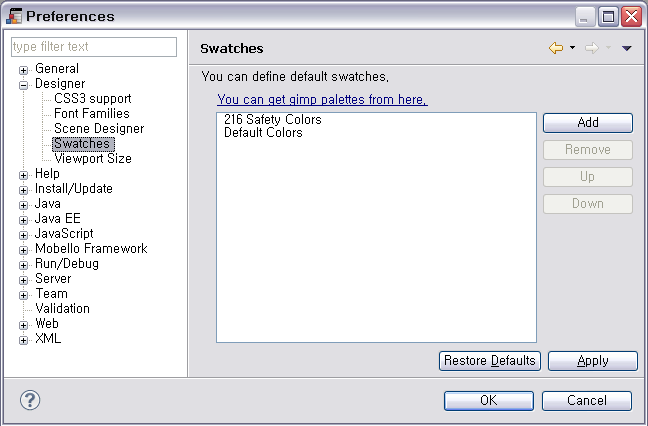 Preferences
type filter text
General
Designer
CSS3 support
Font Families
Scene Designer
Swatches
Viewport Size
Help
Install/Update
Java
Java EE
JavaScript
Mobello Framework
Run/Debug
Server
Team
Validation
Web
XML
Swatches
You can define default swatches,
You can get gimp palettes from here,
216 Safety Colors
Default Colors
Add
Remove
Up
Down
Restore Defaults
Apply
?
OK
Cancel